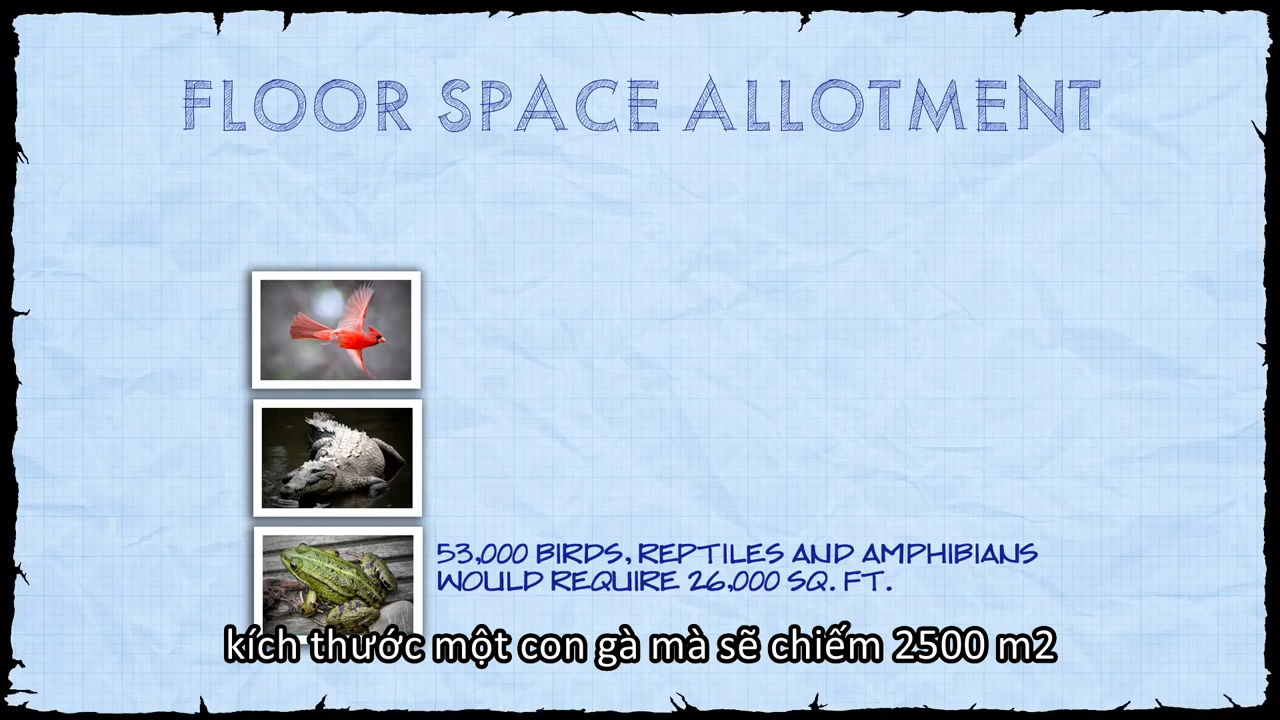 FLOOR SPACE ALLOTMENT
53,000 BIRDS, REPTILES AND AMPHIBIANS
WOULD REQUIRE 26,000 SQ. FT.
kích thước một con gà mà sẽ chiếm 2500 m2